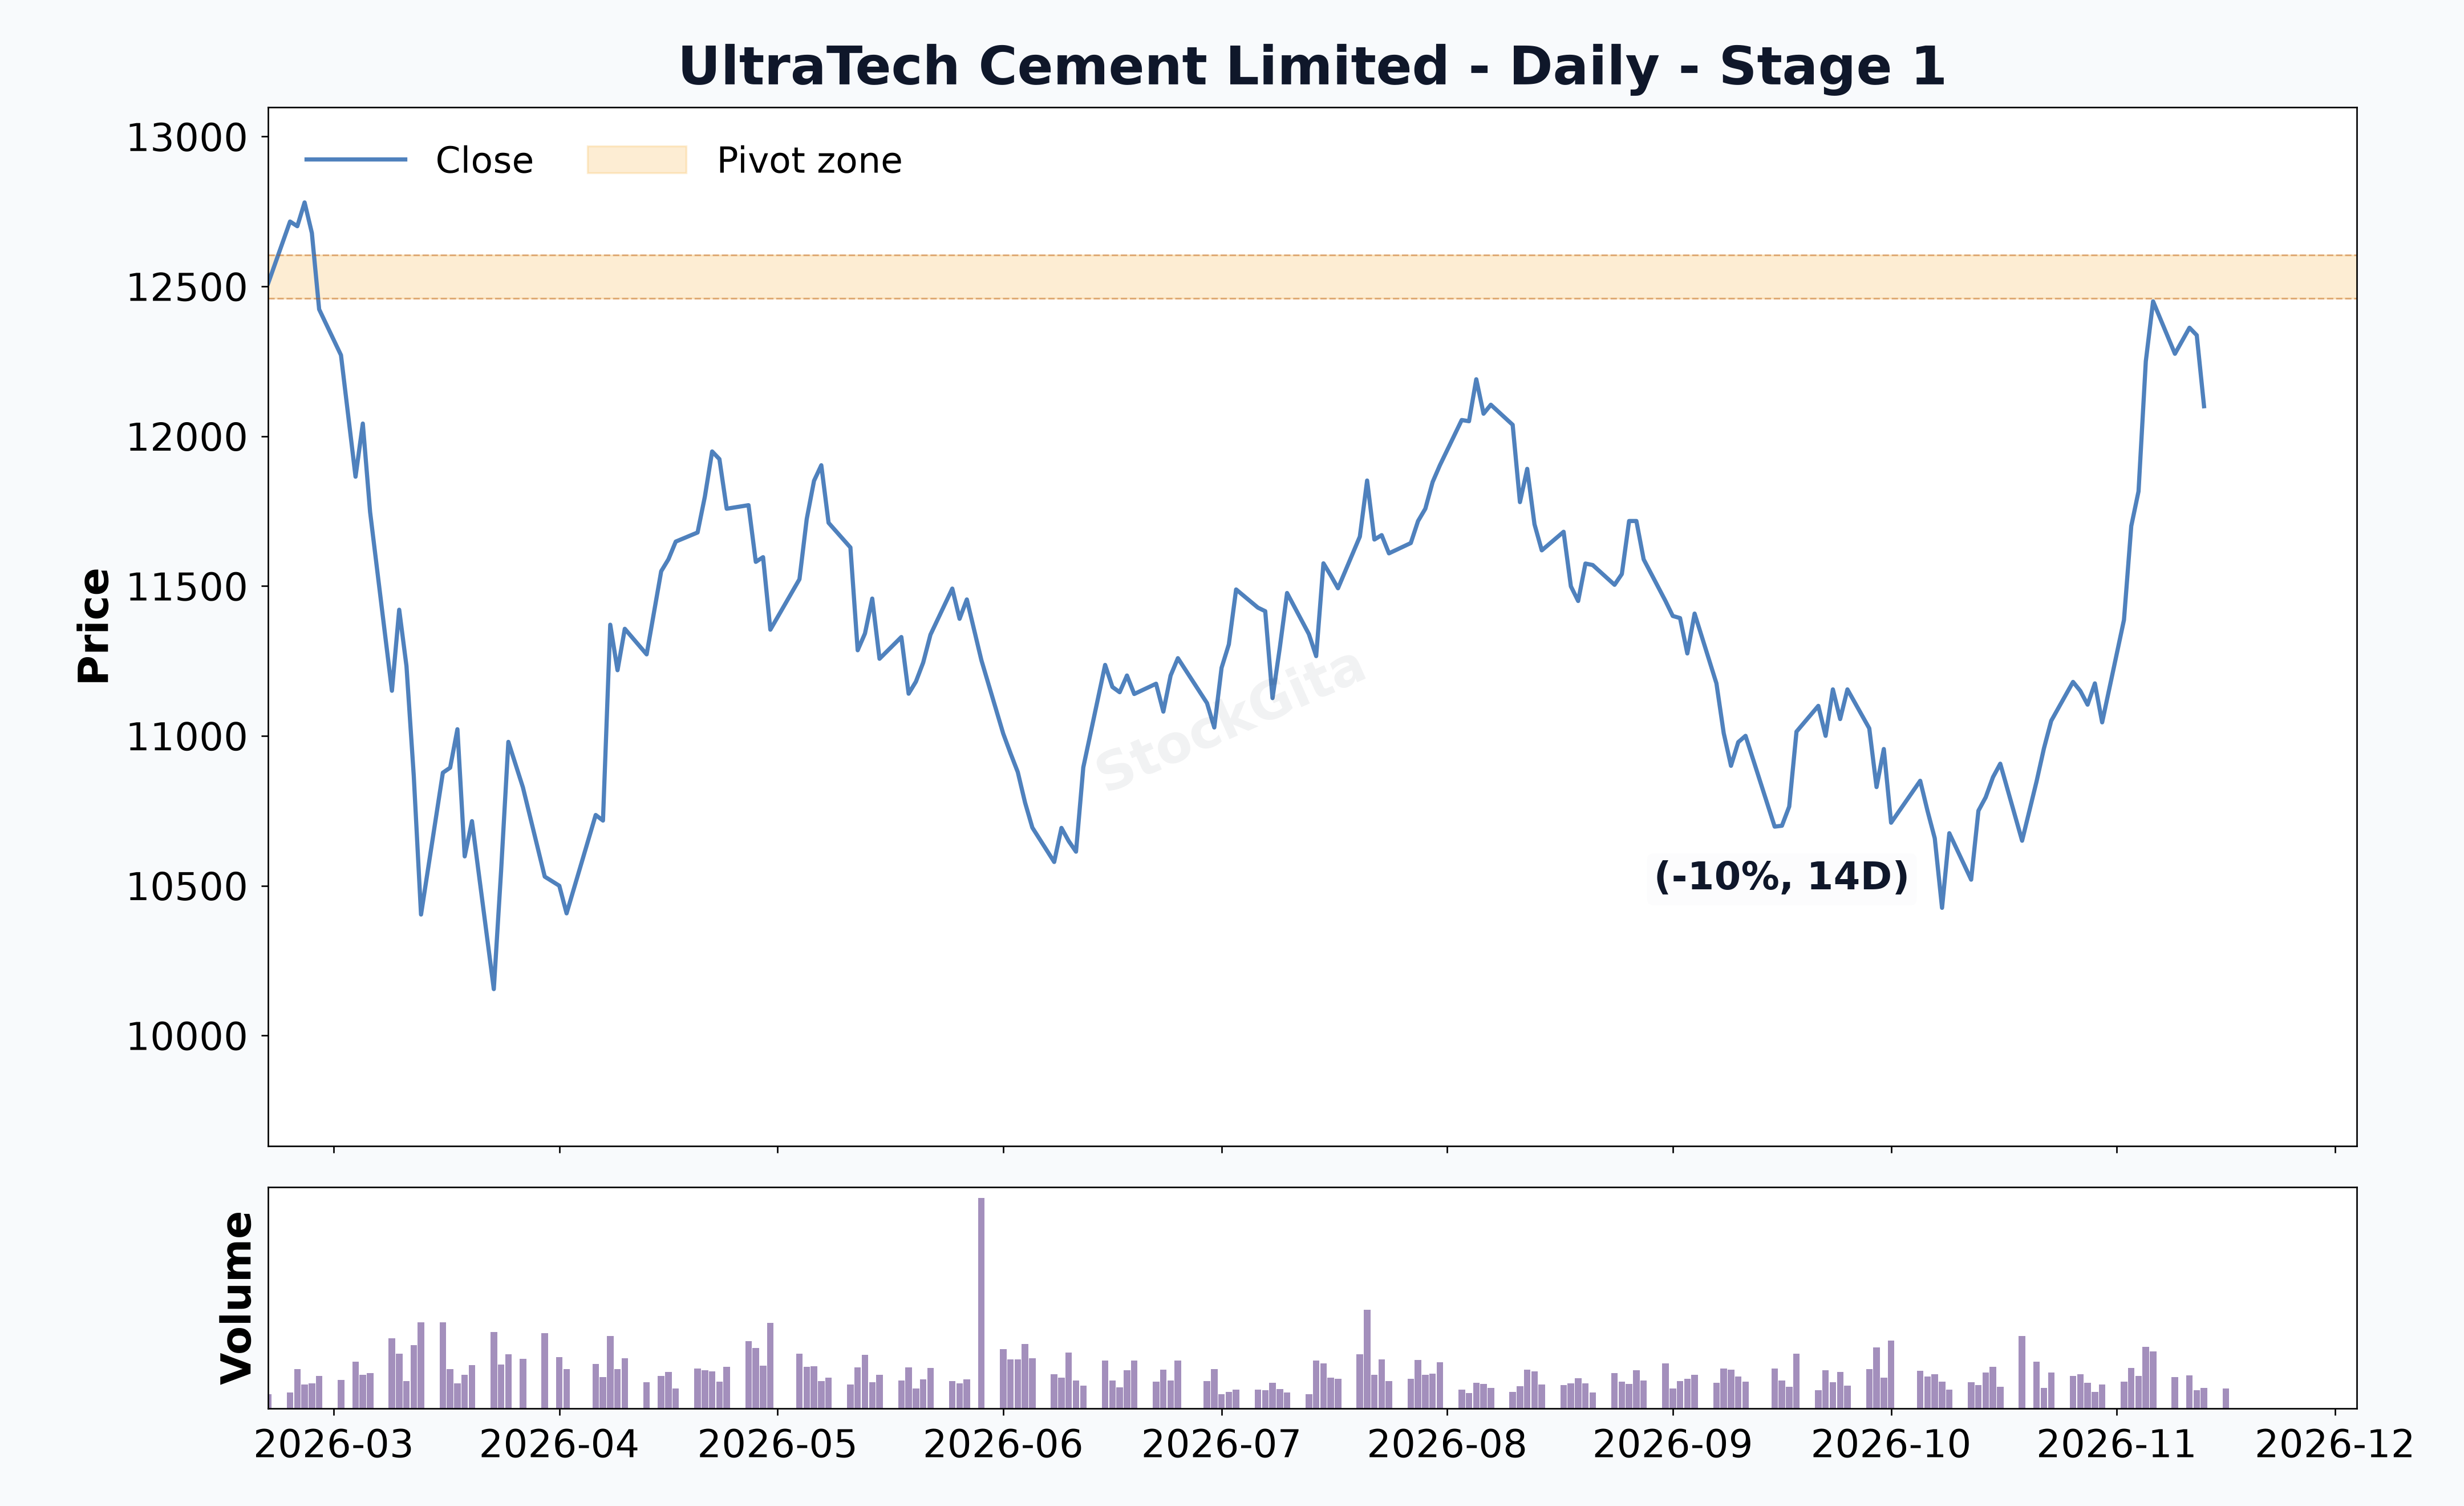 UltraTech Cement Limited - Daily - Stage 1
Close
Pivot zone
Price
13000
12500
12000
11500
11000
10500
10000
StockGita
(-10%, 14D)
Volume
2026-03
2026-04
2026-05
2026-06
2026-07
2026-08
2026-09
2026-10
2026-11
2026-12